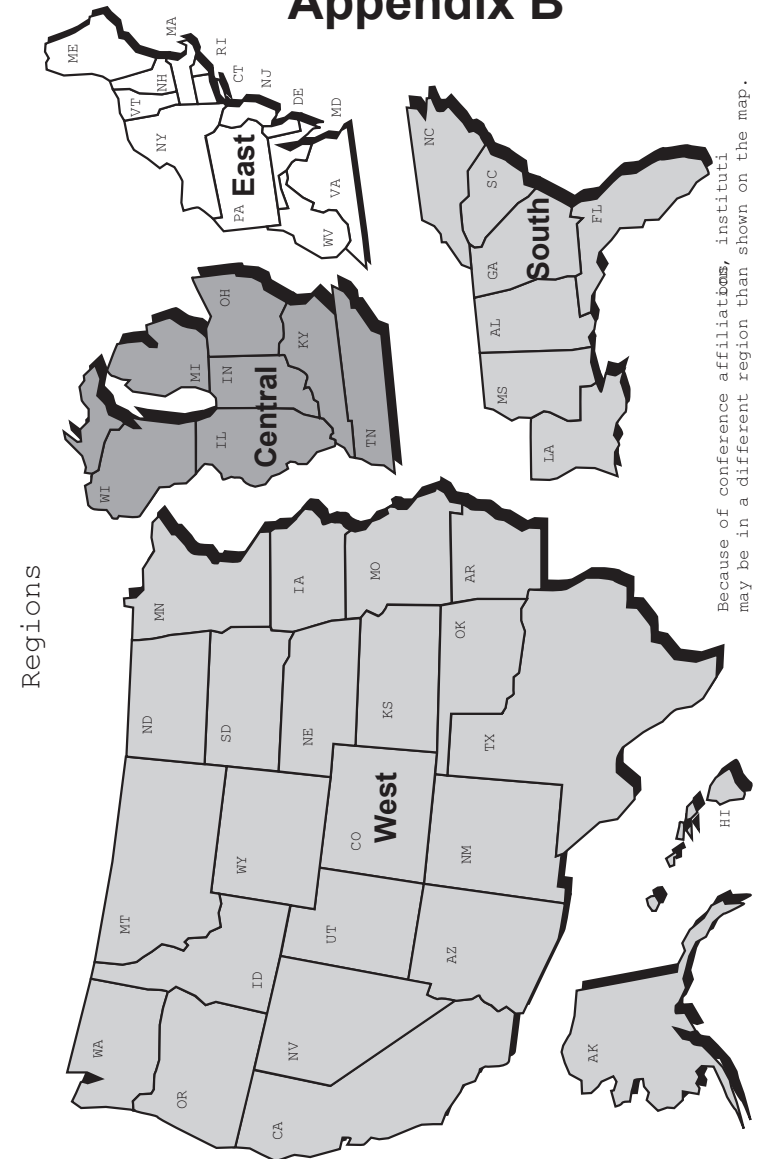 Appendix B
Regions
WA
OR
CA
NV
ID
MT
WY
UT
AZ
CO
West
NM
ND
SD
NE
KS
OK
TX
MN
IA
MO
AR
AK
HI
WI
MI
IL
IN
OH
Central
KY
TN
ME
VT
NH
MA
RI
CT
NY
NJ
PA
East
DE
MD
VA
WV
NC
SC
GA
South
FL
AL
MS
LA
Because of conference affiliations, instituti
may be in a different region than shown on the map.